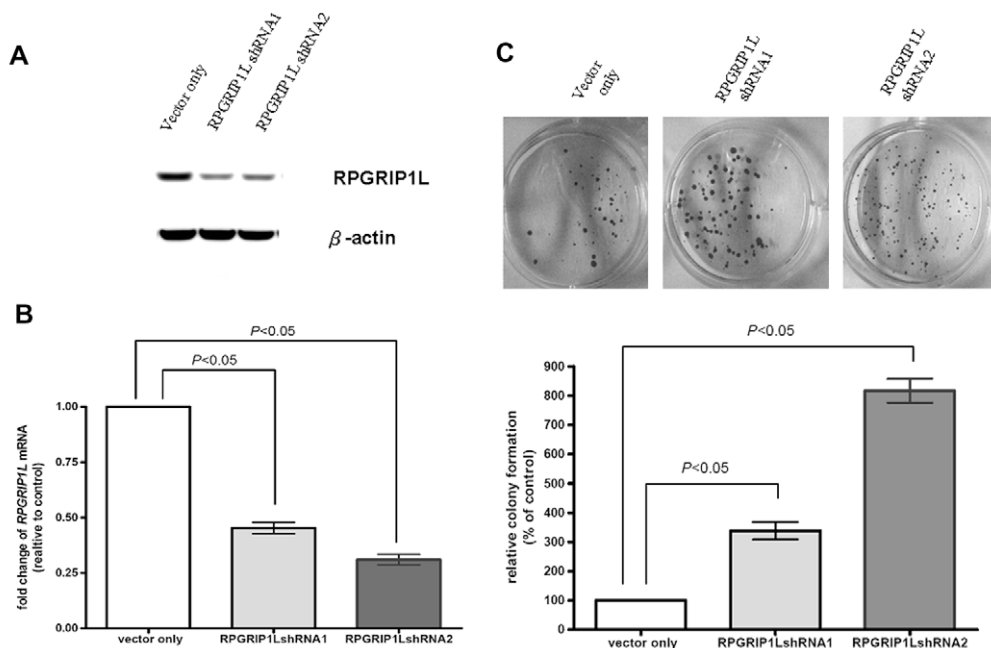 A
Vector only
RPGRIP1L shRNA1
RPGRIP1L shRNA2
RPGRIP1L
β-actin
B
P<0.05
P<0.05
fold change of RPGRIP1L mRNA
(realtive to control)
1.00
0.75
0.50
0.25
0.00
vector only
RPGRIP1LshRNA1
RPGRIP1LshRNA2
C
Vector
only
RPGRIP1L
shRNA1
RPGRIP1L
shRNA2
P<0.05
P<0.05
relative colony formation
(% of control)
900
800
700
600
500
400
300
200
100
0
vector only
RPGRIP1LshRNA1
RPGRIP1LshRNA2